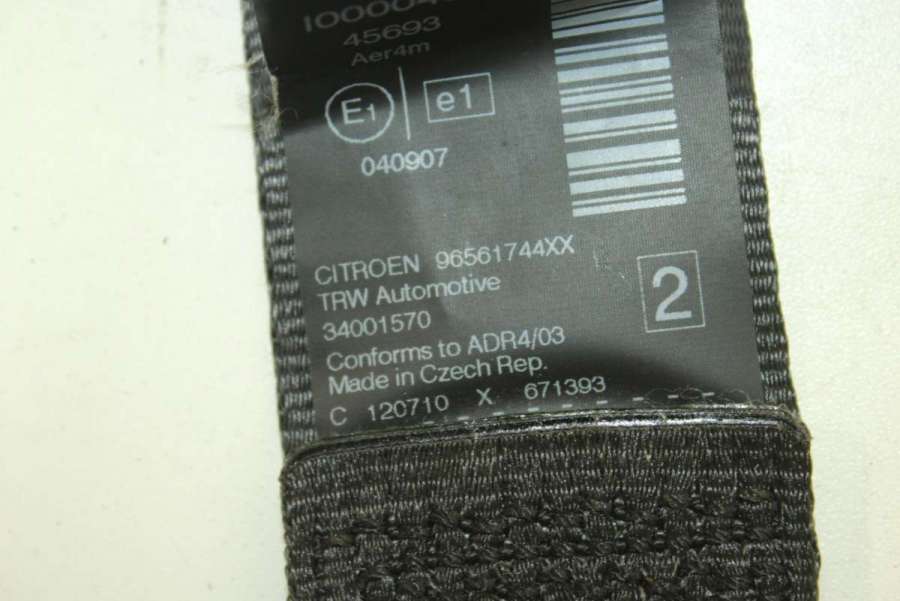 45693
Aer4m
E1 e1
040907
CITROEN 96561744XX
TRW Automotive
2
34001570
Conforms to ADR4/03
Made in Czech Rep.
C 120710 X 671393